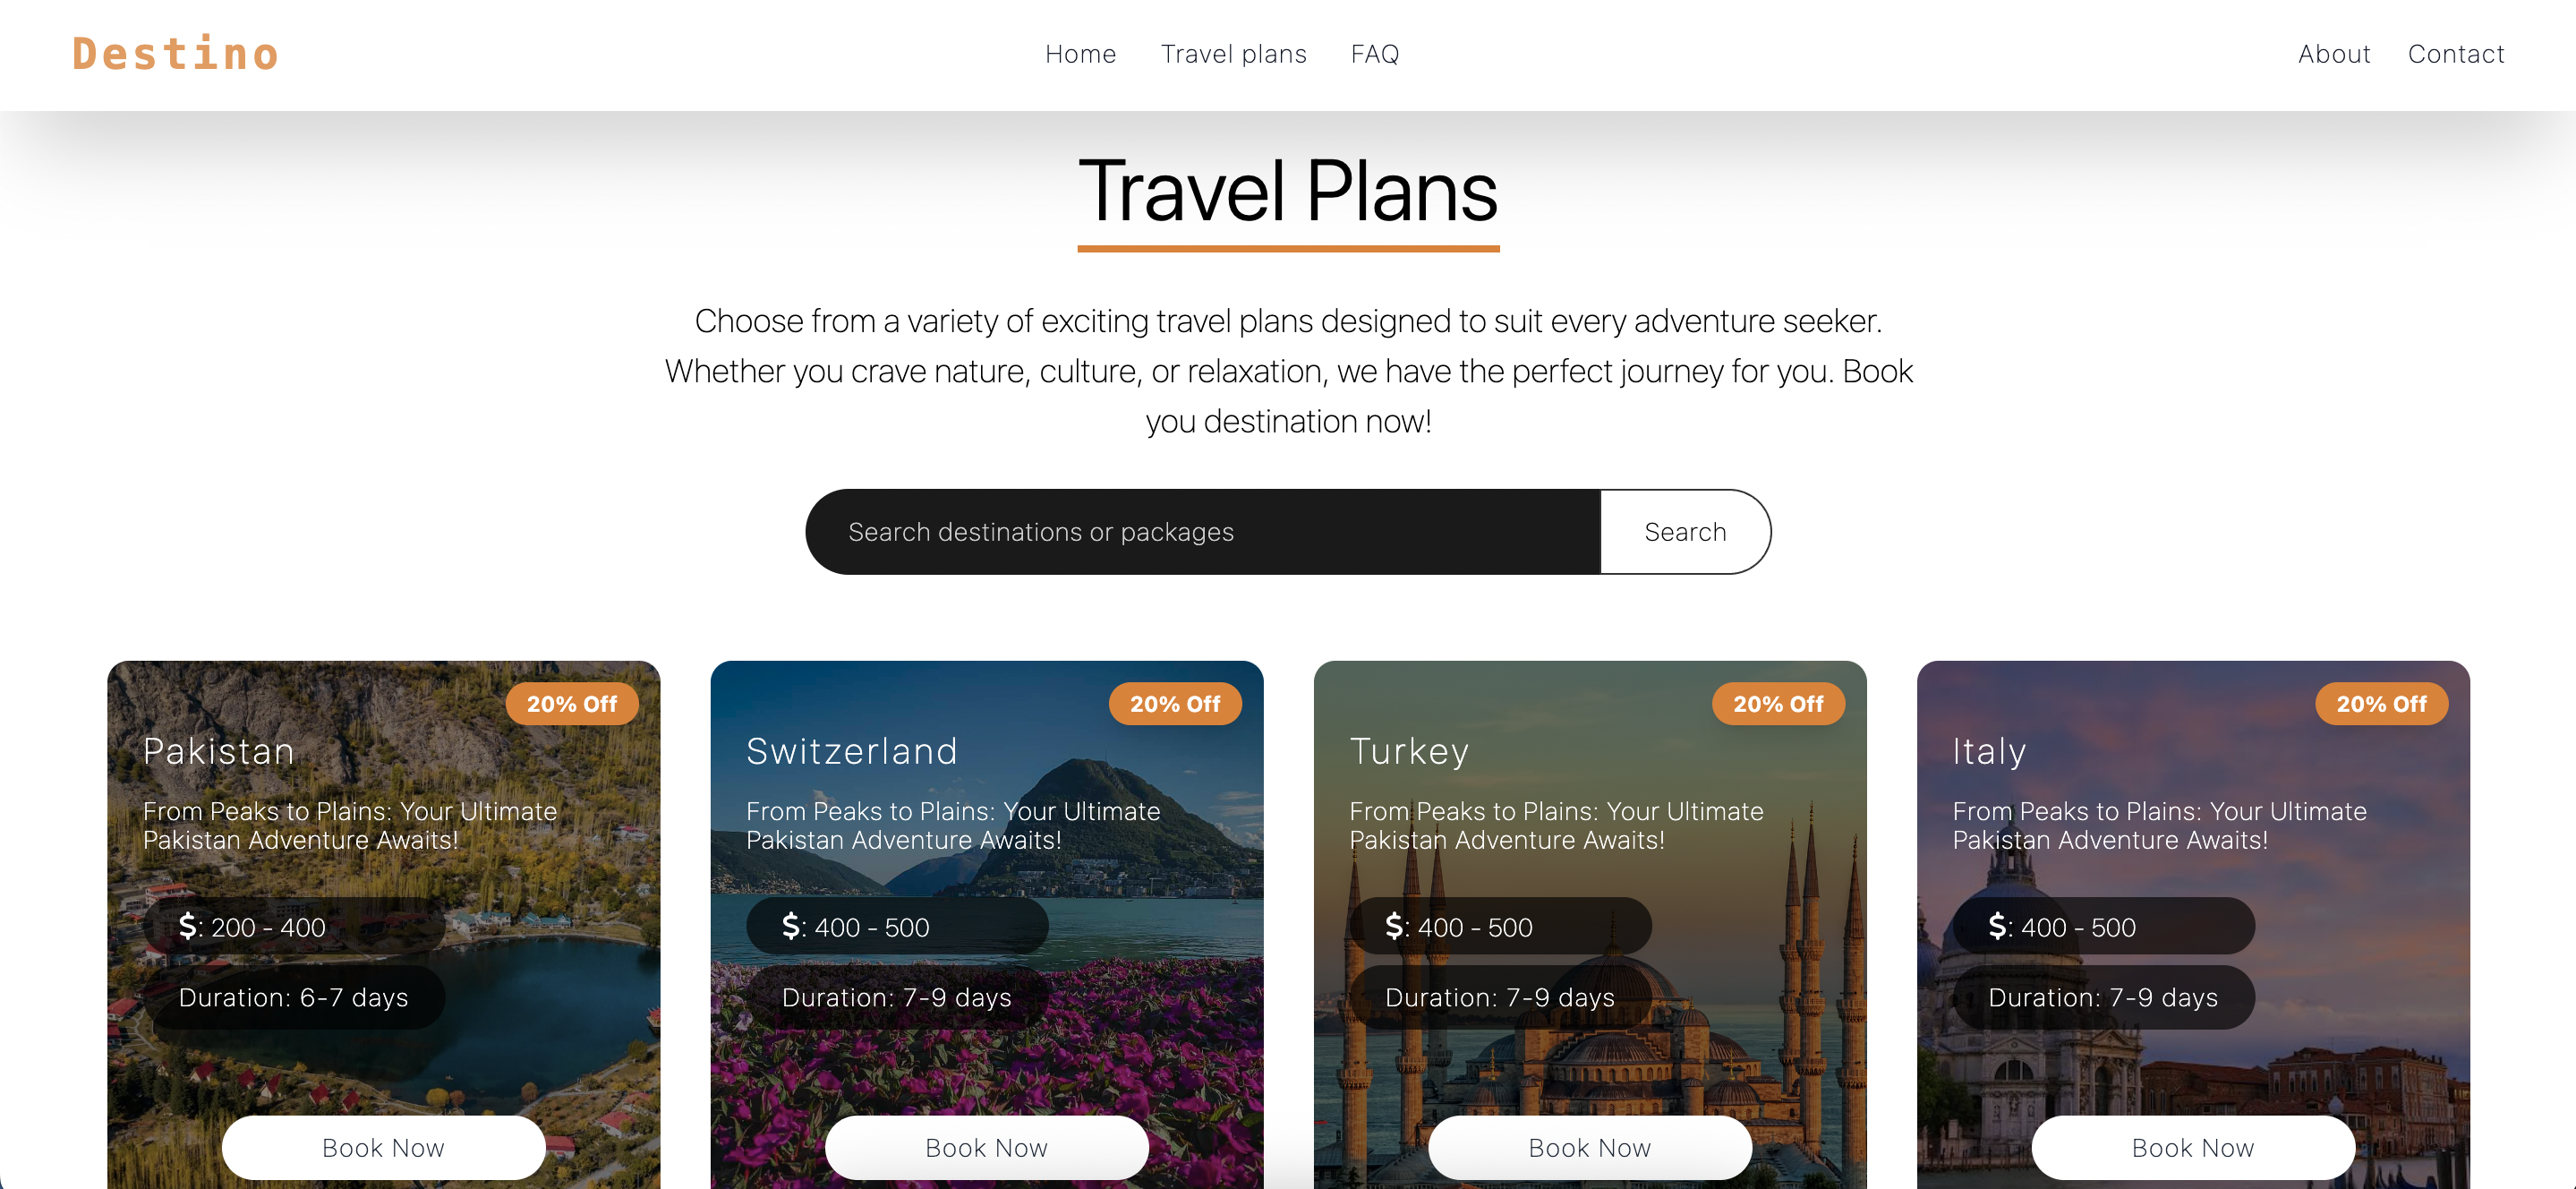 Destino
Home Travel plans FAQ
About Contact
Travel Plans
Choose from a variety of exciting travel plans designed to suit every adventure seeker.
Whether you crave nature, culture, or relaxation, we have the perfect journey for you. Book
you destination now!
Search destinations or packages
Search
20% Off
Pakistan
From Peaks to Plains: Your Ultimate
Pakistan Adventure Awaits!
$: 200 - 400
Duration: 6-7 days
Book Now
20% Off
Switzerland
From Peaks to Plains: Your Ultimate
Pakistan Adventure Awaits!
$: 400 - 500
Duration: 7-9 days
Book Now
20% Off
Turkey
From Peaks to Plains: Your Ultimate
Pakistan Adventure Awaits!
$: 400 - 500
Duration: 7-9 days
Book Now
20% Off
Italy
From Peaks to Plains: Your Ultimate
Pakistan Adventure Awaits!
$: 400 - 500
Duration: 7-9 days
Book Now